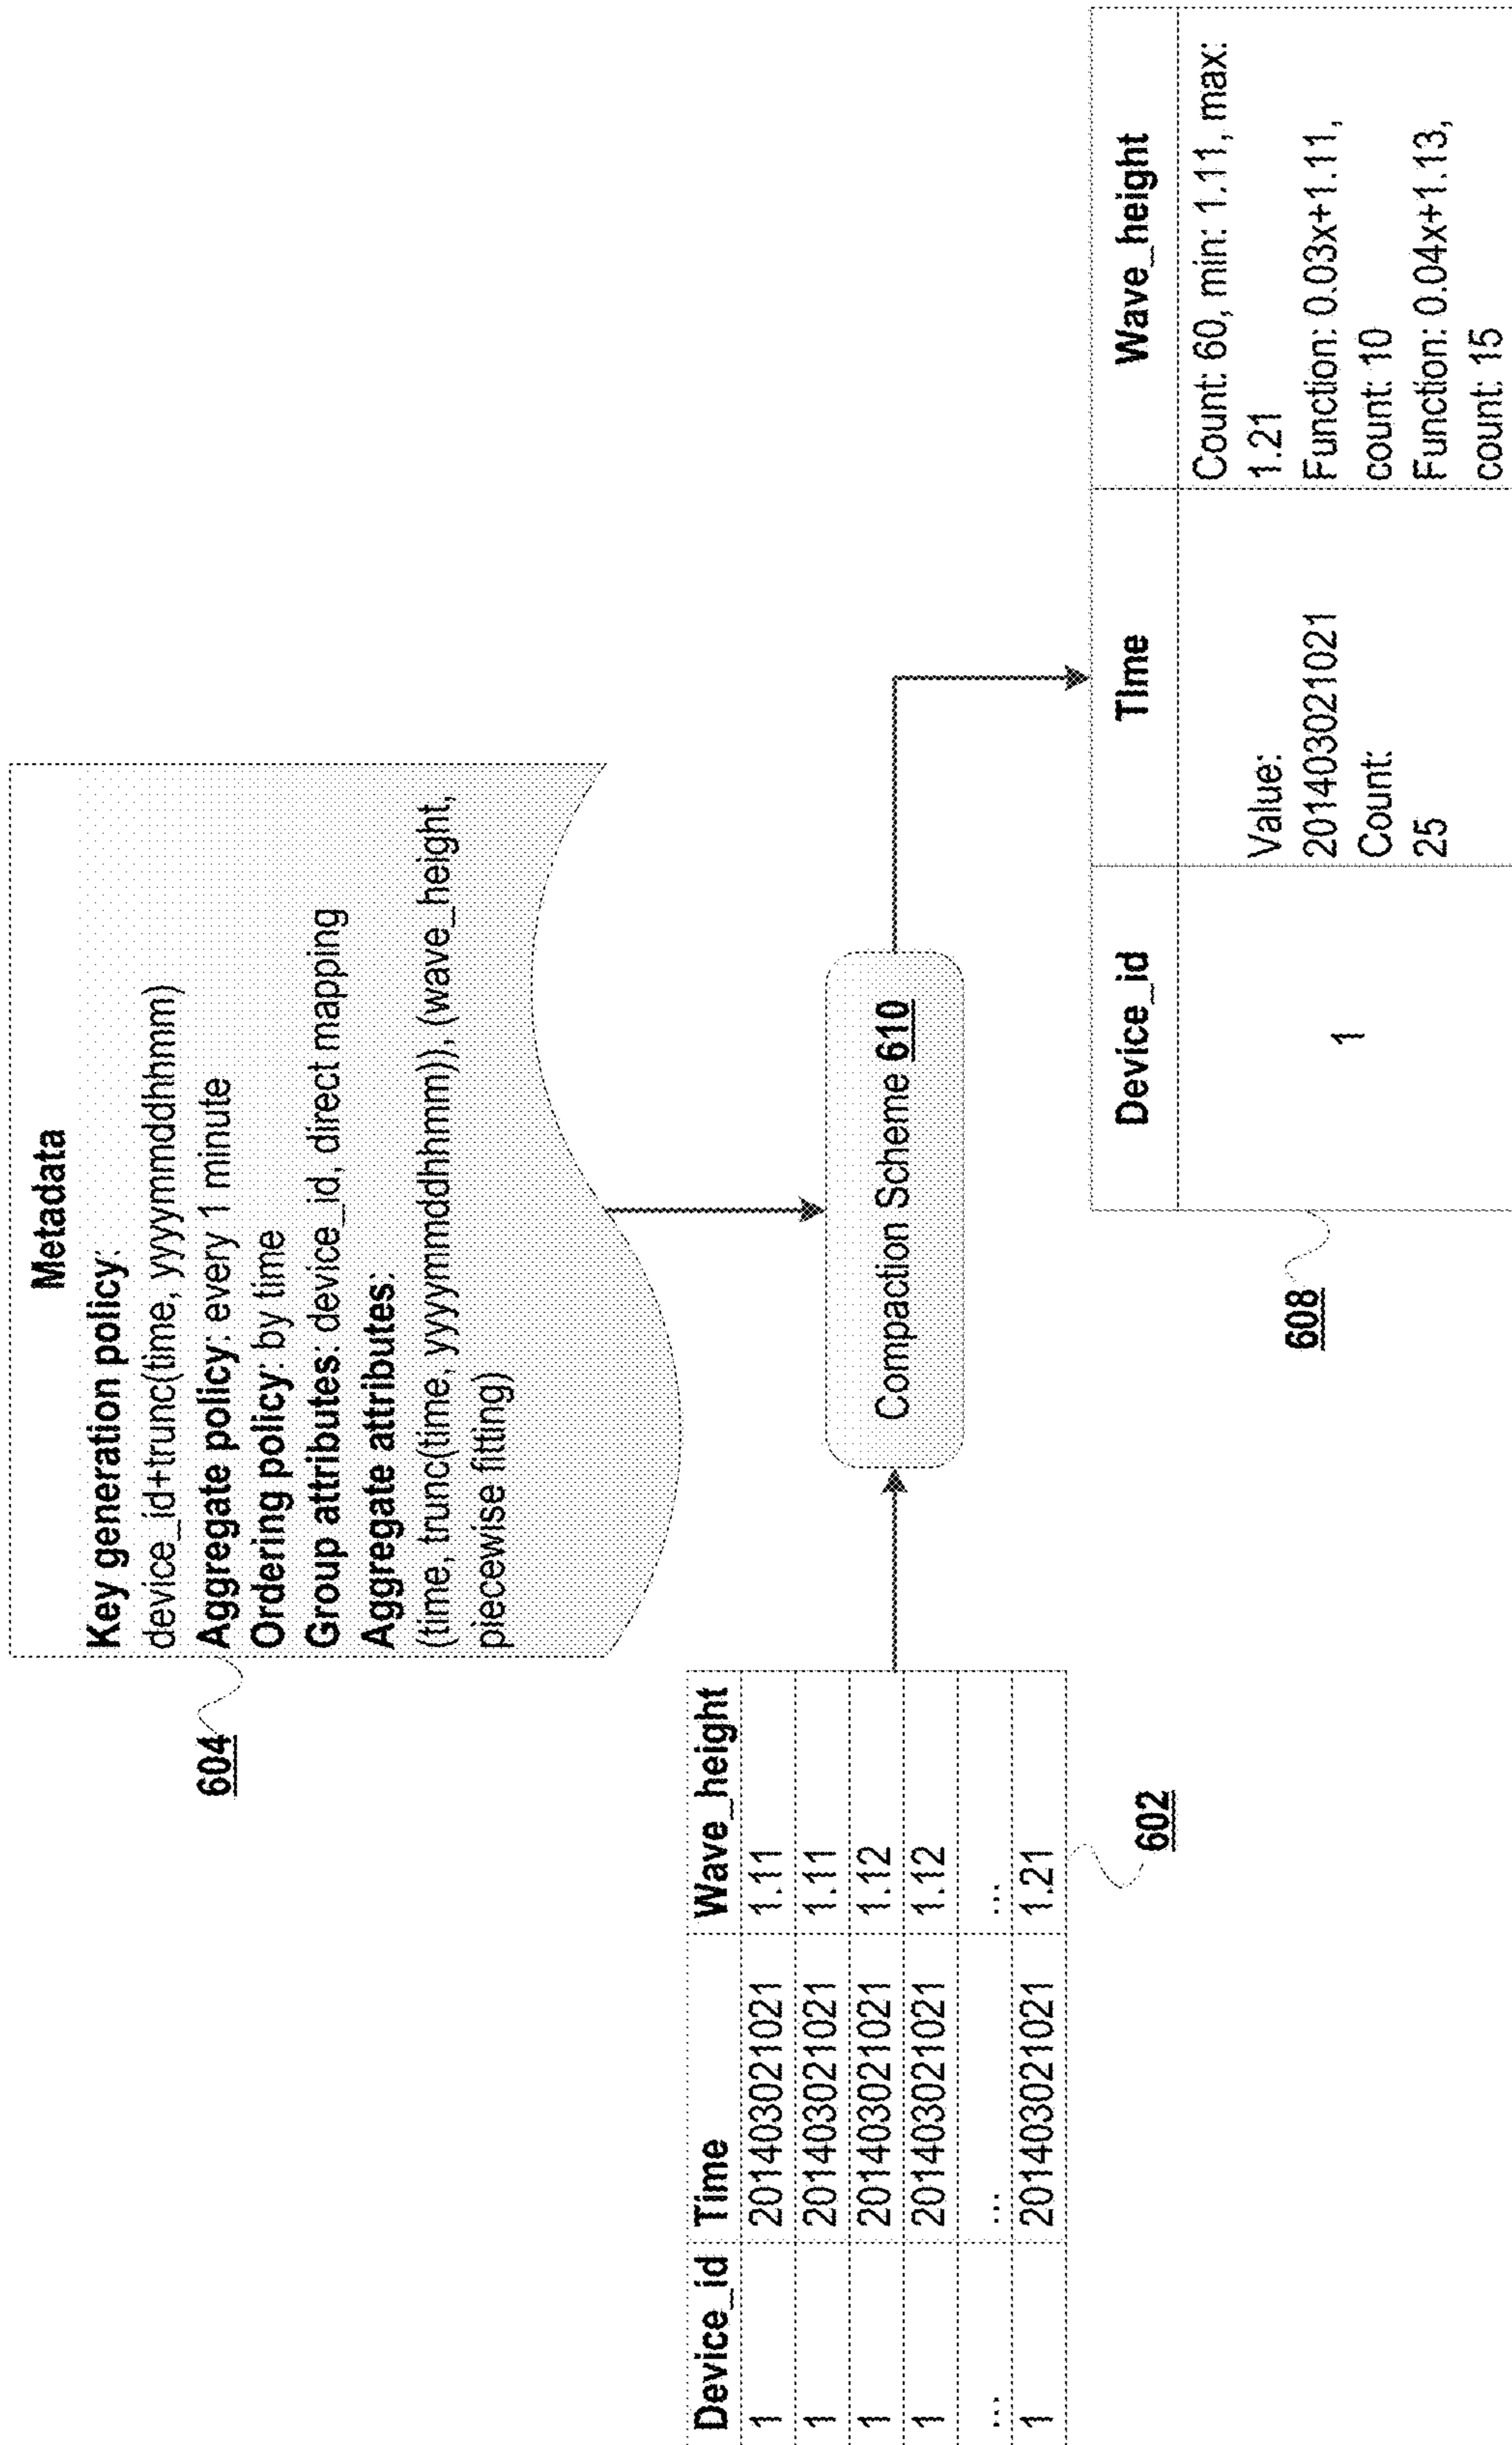 Metadata
Key generation policy:
device_id+trunc(time, yyyymmddhhmm)
Aggregate policy: every 1 minute
Ordering policy: by time
Group attributes: device_id, direct mapping
Aggregate attributes:
(time, trunc(time, yyyymmddhhmm)), (wave_height,
piecewise fitting)
604
Device_id Time Wave_height
1 201403021021 1.11
1 201403021021 1.11
1 201403021021 1.12
1 201403021021 1.12
... ... ...
1 201403021021 1.21
602
Compaction Scheme 610
Device_id Time Wave_height
1
Value:
201403021021
Count:
25
Count: 60, min: 1.11, max:
1.21
Function: 0.03x+1.11,
count: 10
Function: 0.04x+1.13,
count: 15
608